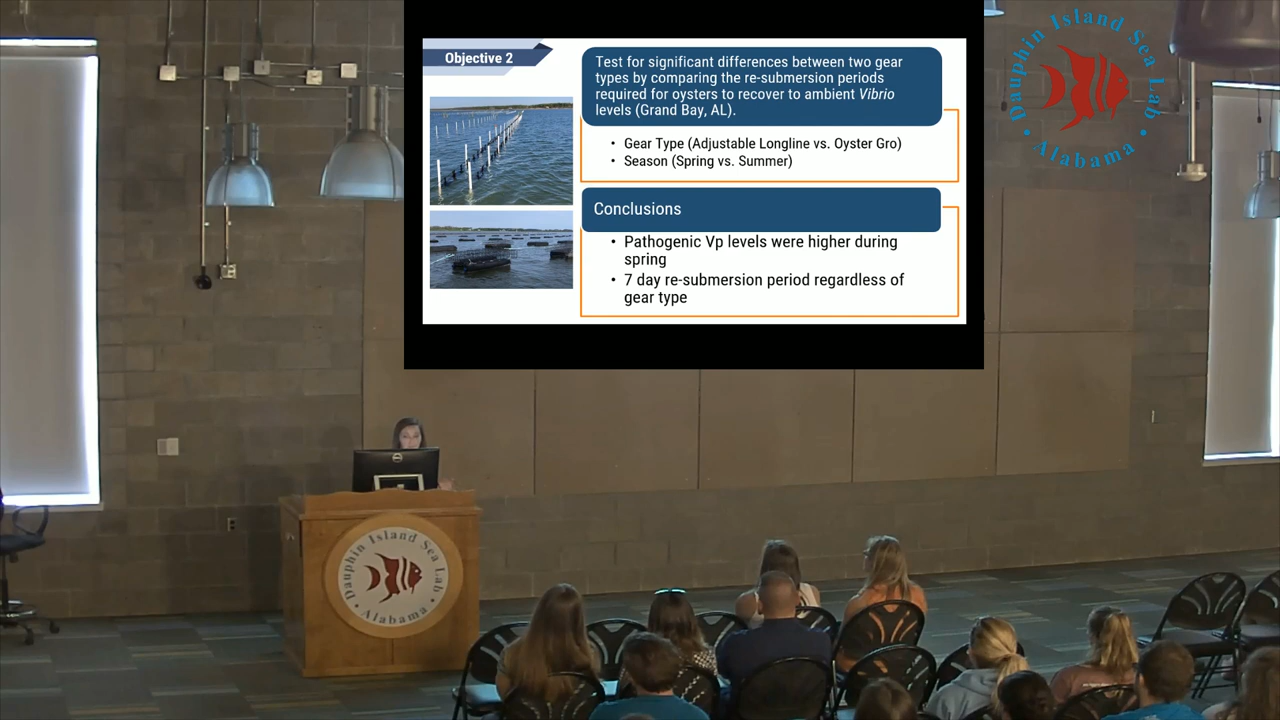 Objective 2
Test for significant differences between two gear
types by comparing the re-submersion periods
required for oysters to recover to ambient Vibrio
levels (Grand Bay, AL).
• Gear Type (Adjustable Longline vs. Oyster Gro)
• Season (Spring vs. Summer)
Conclusions
• Pathogenic Vp levels were higher during
spring
• 7 day re-submersion period regardless of
gear type
Dauphin Island Sea Lab
• Alabama •
DELL
Dauphin Island Sea Lab
• Alabama •